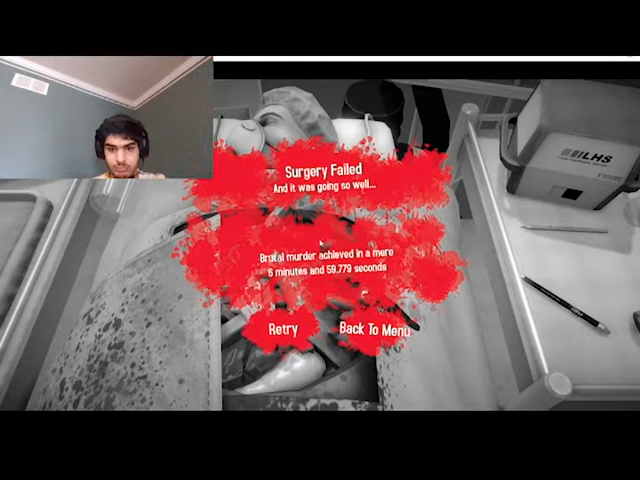 Surgery Failed
And it was going so well...
Brutal murder achieved in a mere
6 minutes and 59.779 seconds
Retry
Back To Menu
ILHS